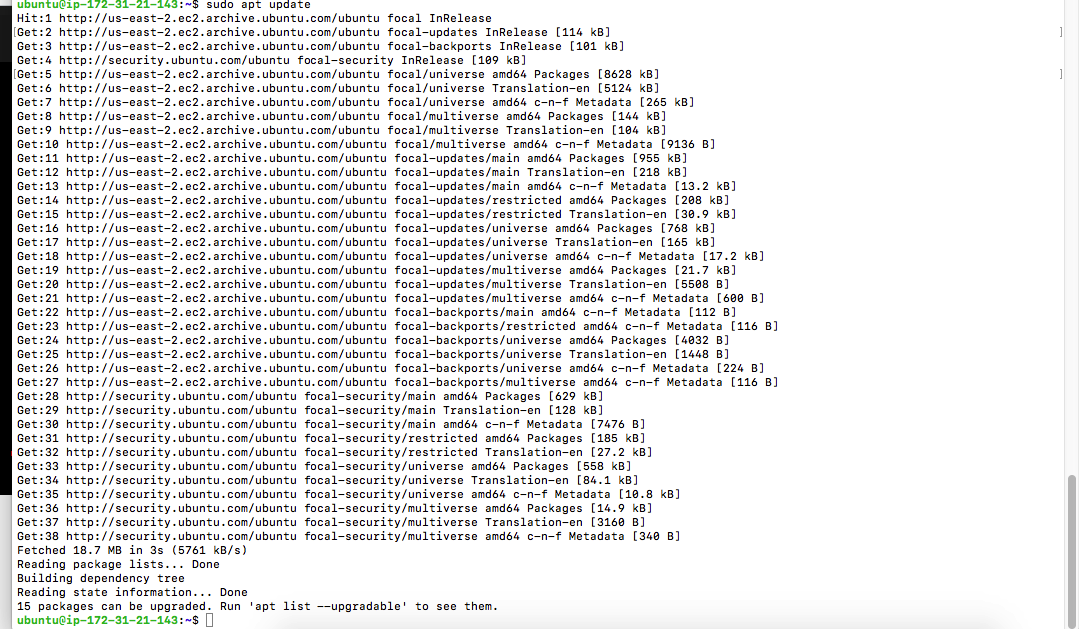 ubuntu@ip-172-31-21-143:~$ sudo apt update
Hit:1 http://us-east-2.ec2.archive.ubuntu.com/ubuntu focal InRelease
[Get:2 http://us-east-2.ec2.archive.ubuntu.com/ubuntu focal-updates InRelease [114 kB] ]
Get:3 http://us-east-2.ec2.archive.ubuntu.com/ubuntu focal-backports InRelease [101 kB]
Get:4 http://security.ubuntu.com/ubuntu focal-security InRelease [109 kB]
[Get:5 http://us-east-2.ec2.archive.ubuntu.com/ubuntu focal/universe amd64 Packages [8628 kB] ]
Get:6 http://us-east-2.ec2.archive.ubuntu.com/ubuntu focal/universe Translation-en [5124 kB]
Get:7 http://us-east-2.ec2.archive.ubuntu.com/ubuntu focal/universe amd64 c-n-f Metadata [265 kB]
Get:8 http://us-east-2.ec2.archive.ubuntu.com/ubuntu focal/multiverse amd64 Packages [144 kB]
Get:9 http://us-east-2.ec2.archive.ubuntu.com/ubuntu focal/multiverse Translation-en [104 kB]
Get:10 http://us-east-2.ec2.archive.ubuntu.com/ubuntu focal/multiverse amd64 c-n-f Metadata [9136 B]
Get:11 http://us-east-2.ec2.archive.ubuntu.com/ubuntu focal-updates/main amd64 Packages [955 kB]
Get:12 http://us-east-2.ec2.archive.ubuntu.com/ubuntu focal-updates/main Translation-en [218 kB]
Get:13 http://us-east-2.ec2.archive.ubuntu.com/ubuntu focal-updates/main amd64 c-n-f Metadata [13.2 kB]
Get:14 http://us-east-2.ec2.archive.ubuntu.com/ubuntu focal-updates/restricted amd64 Packages [208 kB]
Get:15 http://us-east-2.ec2.archive.ubuntu.com/ubuntu focal-updates/restricted Translation-en [30.9 kB]
Get:16 http://us-east-2.ec2.archive.ubuntu.com/ubuntu focal-updates/universe amd64 Packages [768 kB]
Get:17 http://us-east-2.ec2.archive.ubuntu.com/ubuntu focal-updates/universe Translation-en [165 kB]
Get:18 http://us-east-2.ec2.archive.ubuntu.com/ubuntu focal-updates/universe amd64 c-n-f Metadata [17.2 kB]
Get:19 http://us-east-2.ec2.archive.ubuntu.com/ubuntu focal-updates/multiverse amd64 Packages [21.7 kB]
Get:20 http://us-east-2.ec2.archive.ubuntu.com/ubuntu focal-updates/multiverse Translation-en [5508 B]
Get:21 http://us-east-2.ec2.archive.ubuntu.com/ubuntu focal-updates/multiverse amd64 c-n-f Metadata [600 B]
Get:22 http://us-east-2.ec2.archive.ubuntu.com/ubuntu focal-backports/main amd64 c-n-f Metadata [112 B]
Get:23 http://us-east-2.ec2.archive.ubuntu.com/ubuntu focal-backports/restricted amd64 c-n-f Metadata [116 B]
Get:24 http://us-east-2.ec2.archive.ubuntu.com/ubuntu focal-backports/universe amd64 Packages [4032 B]
Get:25 http://us-east-2.ec2.archive.ubuntu.com/ubuntu focal-backports/universe Translation-en [1448 B]
Get:26 http://us-east-2.ec2.archive.ubuntu.com/ubuntu focal-backports/universe amd64 c-n-f Metadata [224 B]
Get:27 http://us-east-2.ec2.archive.ubuntu.com/ubuntu focal-backports/multiverse amd64 c-n-f Metadata [116 B]
Get:28 http://security.ubuntu.com/ubuntu focal-security/main amd64 Packages [629 kB]
Get:29 http://security.ubuntu.com/ubuntu focal-security/main Translation-en [128 kB]
Get:30 http://security.ubuntu.com/ubuntu focal-security/main amd64 c-n-f Metadata [7476 B]
Get:31 http://security.ubuntu.com/ubuntu focal-security/restricted amd64 Packages [185 kB]
Get:32 http://security.ubuntu.com/ubuntu focal-security/restricted Translation-en [27.2 kB]
Get:33 http://security.ubuntu.com/ubuntu focal-security/universe amd64 Packages [558 kB]
Get:34 http://security.ubuntu.com/ubuntu focal-security/universe Translation-en [84.1 kB]
Get:35 http://security.ubuntu.com/ubuntu focal-security/universe amd64 c-n-f Metadata [10.8 kB]
Get:36 http://security.ubuntu.com/ubuntu focal-security/multiverse amd64 Packages [14.9 kB]
Get:37 http://security.ubuntu.com/ubuntu focal-security/multiverse Translation-en [3160 B]
Get:38 http://security.ubuntu.com/ubuntu focal-security/multiverse amd64 c-n-f Metadata [340 B]
Fetched 18.7 MB in 3s (5761 kB/s)
Reading package lists... Done
Building dependency tree
Reading state information... Done
15 packages can be upgraded. Run 'apt list --upgradable' to see them.
ubuntu@ip-172-31-21-143:~$